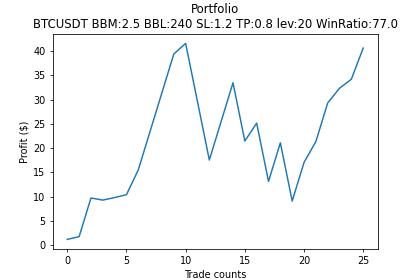 Portfolio
BTCUSDT BBM:2.5 BBL:240 SL:1.2 TP:0.8 lev:20 WinRatio:77.0
40
35
30
25
20
15
10
5
0
Profit ($)
0 5 10 15 20 25
Trade counts